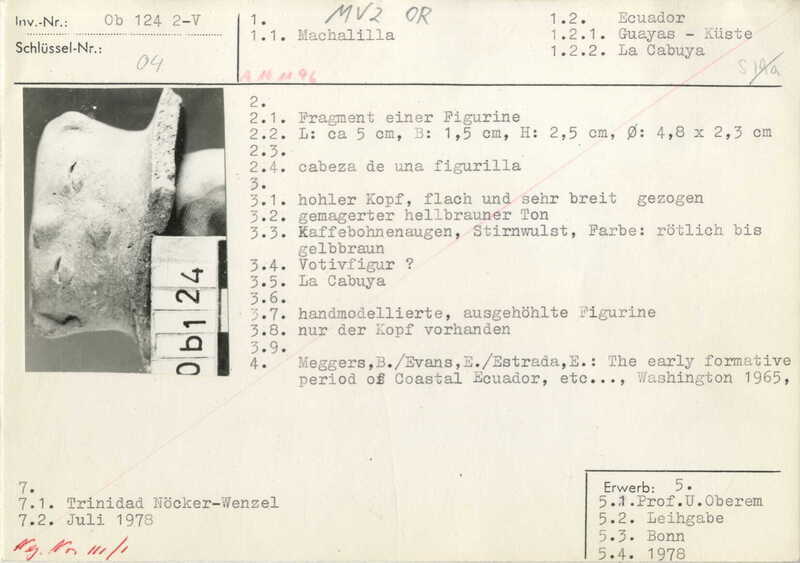 Inv.-Nr.: Ob 124 2-V
Schlüssel-Nr.: 04
1. MV2 OR
1.1. Machalilla
1.2. Ecuador
1.2.1. Guayas - Küste
1.2.2. La Cabuya
2.
2.1. Fragment einer Figurine
2.2. L: ca 5 cm, B: 1,5 cm, H: 2,5 cm, Ø: 4,8 x 2,3 cm
2.3.
2.4. cabeza de una figurilla
3.
3.1. hohler Kopf, flach und sehr breit gezogen
3.2. gemagerter hellbrauner Ton
3.3. Kaffebohnenaugen, Stirnwulst, Farbe: rötlich bis
gelbbraun
3.4. Votivfigur ?
3.5. La Cabuya
3.6.
3.7. handmodellierte, ausgehöhlte Figurine
3.8. nur der Kopf vorhanden
3.9.
4. Meggers,B./Evans,E./Estrada,E.: The early formative
period of Coastal Ecuador, etc..., Washington 1965,
Ob 124
7.
7.1. Trinidad Nöcker-Wenzel
7.2. Juli 1978
Erwerb: 5.
5.1.Prof.U.Oberem
5.2. Leihgabe
5.3. Bonn
5.4. 1978